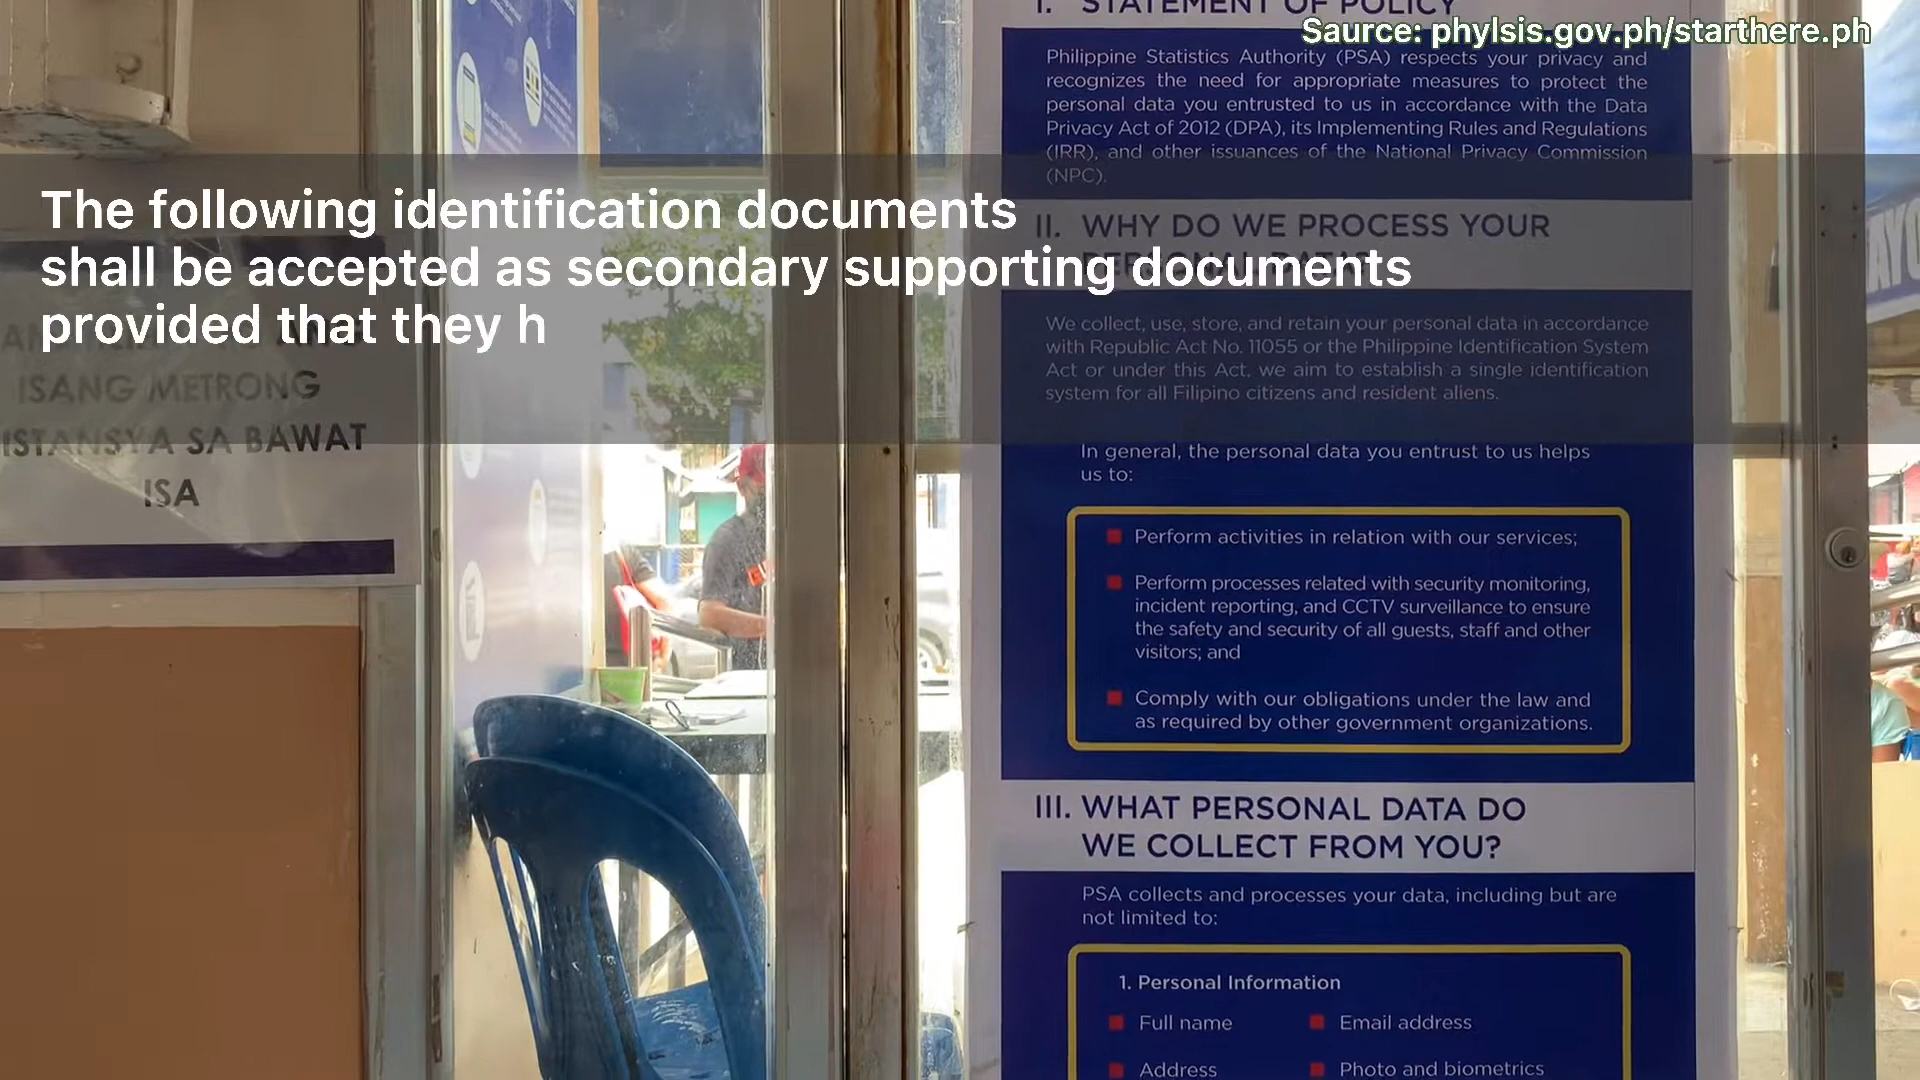 Saurce: phylsis.gov.ph/starthere.ph
The following identification documents
shall be accepted as secondary supporting documents
provided that they h
ISANG METRONG
ISTANSYA SA BAWAT
ISA
I. STATEMENT OF POLICY
Philippine Statistics Authority (PSA) respects your privacy and
recognizes the need for appropriate measures to protect the
personal data you entrusted to us in accordance with the Data
Privacy Act of 2012 (DPA), its Implementing Rules and Regulations
(IRR), and other issuances of the National Privacy Commission
(NPC).
II. WHY DO WE PROCESS YOUR
PERSONAL DATA?
We collect, use, store, and retain your personal data in accordance
with Republic Act No. 11055 or the Philippine Identification System
Act or under this Act, we aim to establish a single identification
system for all Filipino citizens and resident aliens.
In general, the personal data you entrust to us helps
us to:
Perform activities in relation with our services;
Perform processes related with security monitoring,
incident reporting, and CCTV surveillance to ensure
the safety and security of all guests, staff and other
visitors; and
Comply with our obligations under the law and
as required by other government organizations.
III. WHAT PERSONAL DATA DO
WE COLLECT FROM YOU?
PSA collects and processes your data, including but are
not limited to:
1. Personal Information
Full name
Email address
Address
Photo and biometrics